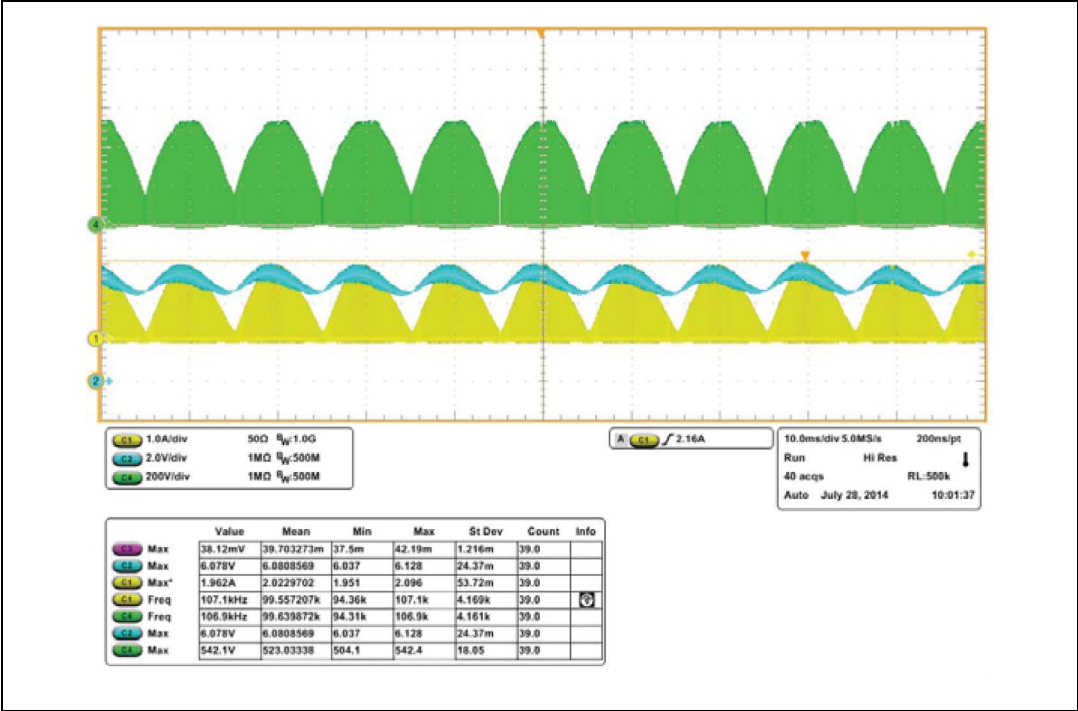 4
1
2
C1 1.0A/div 50Ω BW:1.0G
C2 2.0V/div 1MΩ BW:500M
C4 200V/div 1MΩ BW:500M
A C1 2.16A
10.0ms/div 5.0MS/s 200ns/pt
Run Hi Res
40 acqs RL:500k
Auto July 28, 2014 10:01:37
Value Mean Min Max St Dev Count Info
C3 Max 38.12mV 39.703273m 37.5m 42.19m 1.216m 39.0
C2 Max 6.078V 6.0808569 6.037 6.128 24.37m 39.0
C1 Max* 1.962A 2.0229702 1.951 2.096 53.72m 39.0
C1 Freq 107.1kHz 99.557207k 94.36k 107.1k 4.169k 39.0
C4 Freq 106.9kHz 99.639872k 94.31k 106.9k 4.161k 39.0
C2 Max 6.078V 6.0808569 6.037 6.128 24.37m 39.0
C4 Max 542.1V 523.03338 504.1 542.4 18.05 39.0